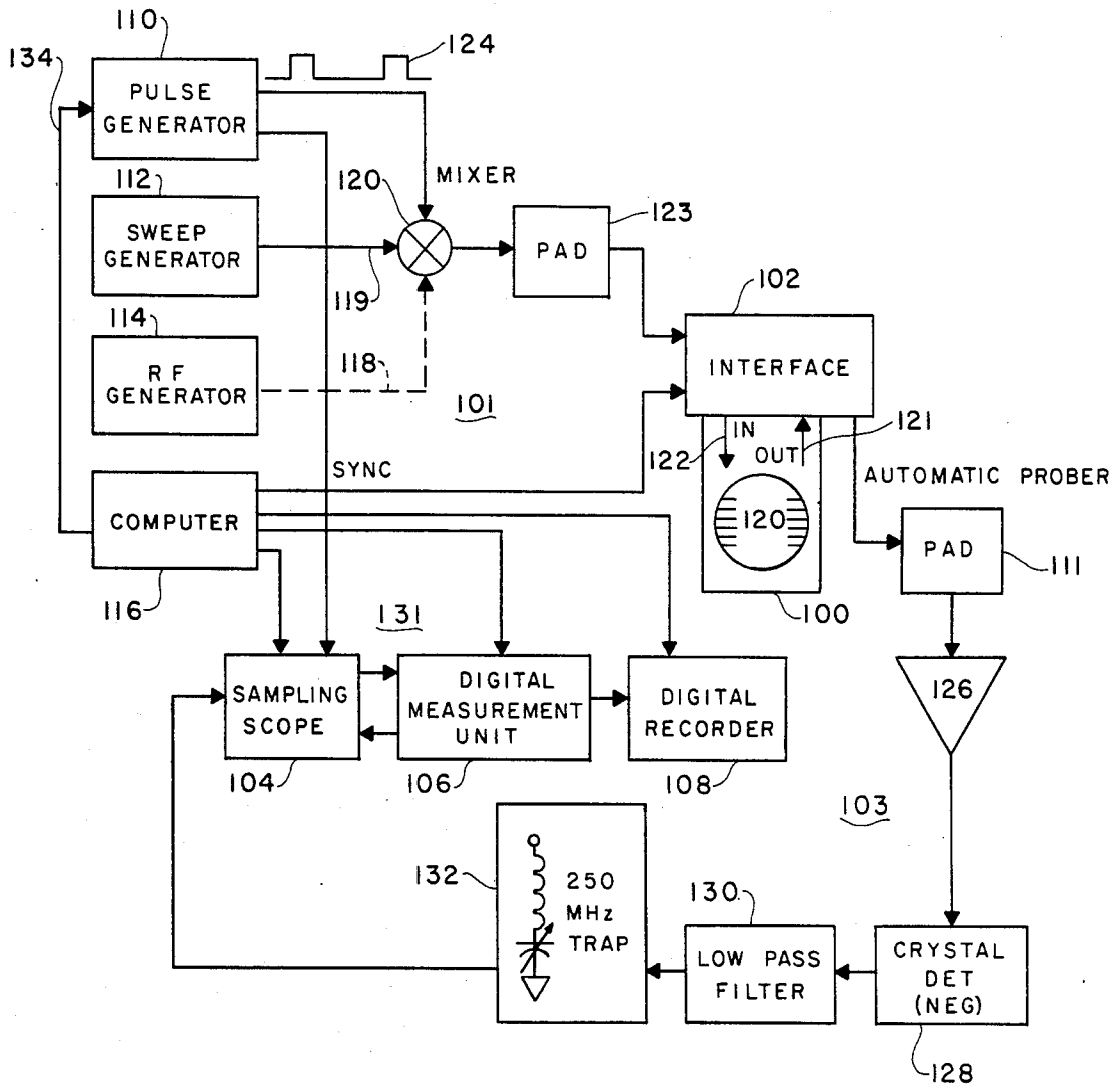 110
124
134
PULSE
GENERATOR
112
120
MIXER
123
SWEEP
GENERATOR
PAD
119
102
114
RF
GENERATOR
118
101
INTERFACE
IN
121
122
OUT
SYNC
AUTOMATIC PROBER
COMPUTER
120
PAD
111
116
100
131
SAMPLING
SCOPE
DIGITAL
MEASUREMENT
UNIT
DIGITAL
RECORDER
126
104
106
108
103
132
250
MHz
TRAP
130
LOW PASS
FILTER
CRYSTAL
DET
(NEG)
128